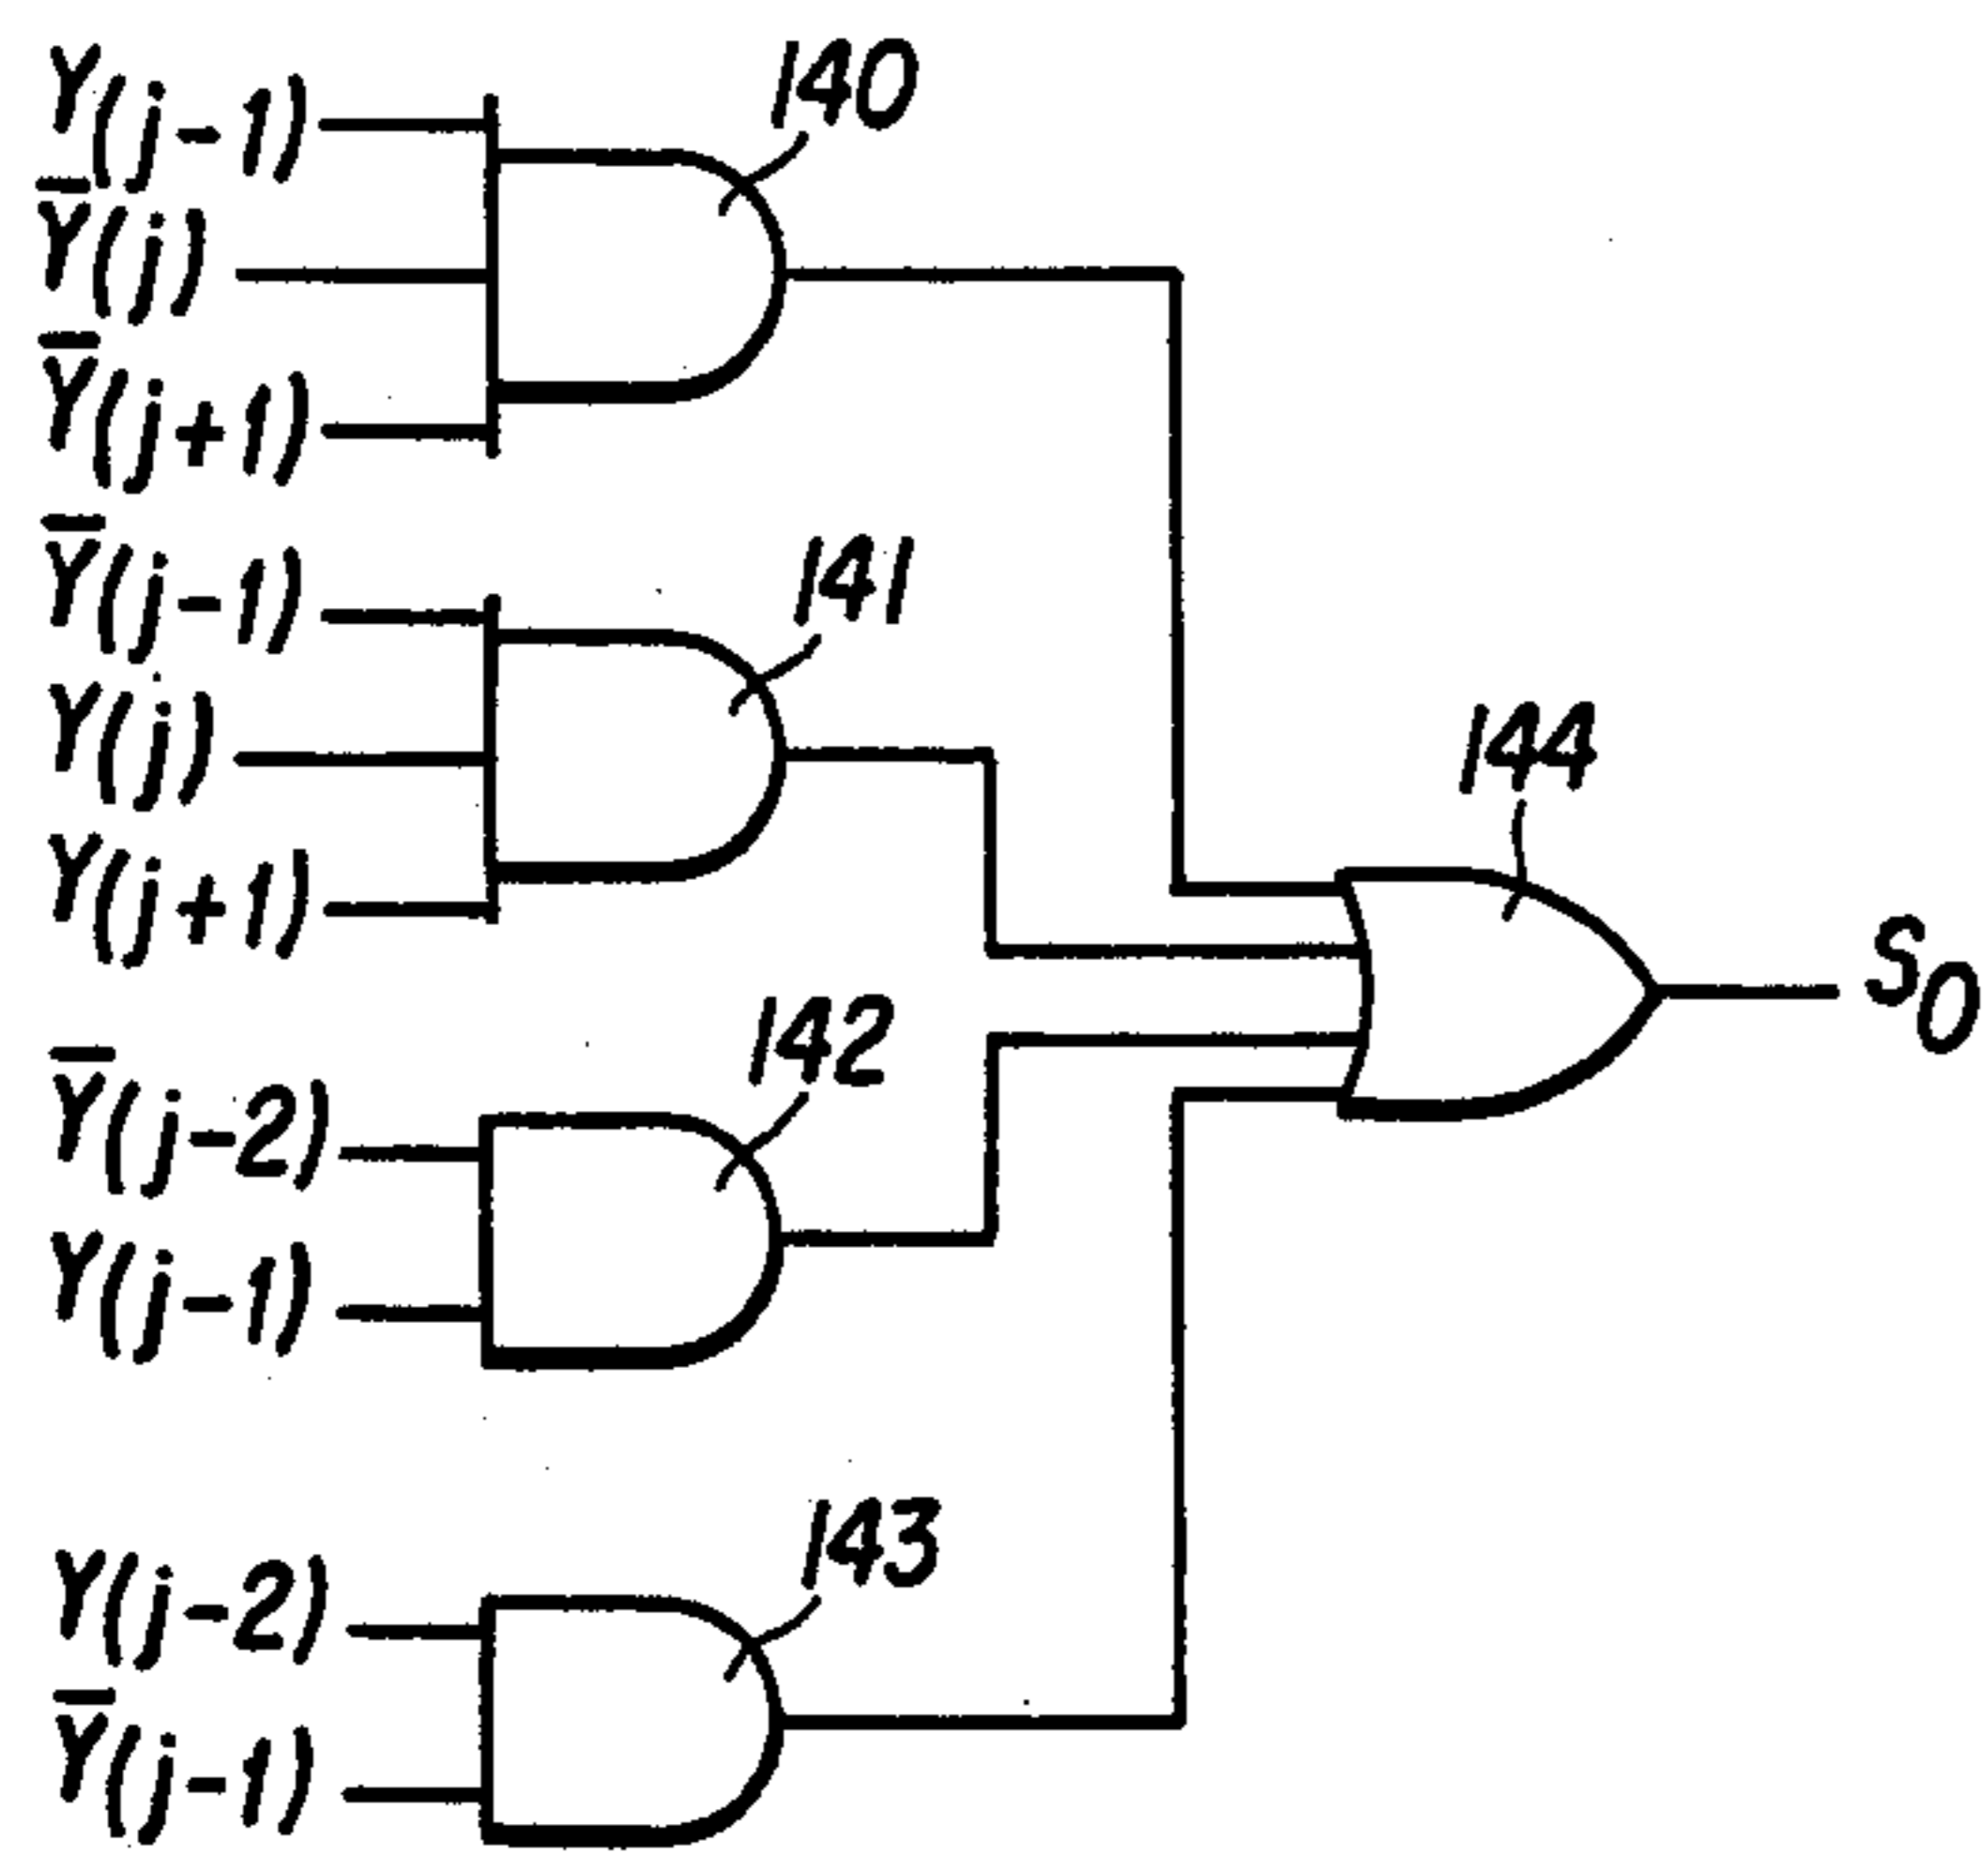 Y(j-1)
140
Y̅(j)
Y̅(j+1)
Y̅(j-1)
141
Y(j)
Y(j+1)
144
S0
Y̅(j-2)
142
Y(j-1)
Y(j-2)
143
Y̅(j-1)